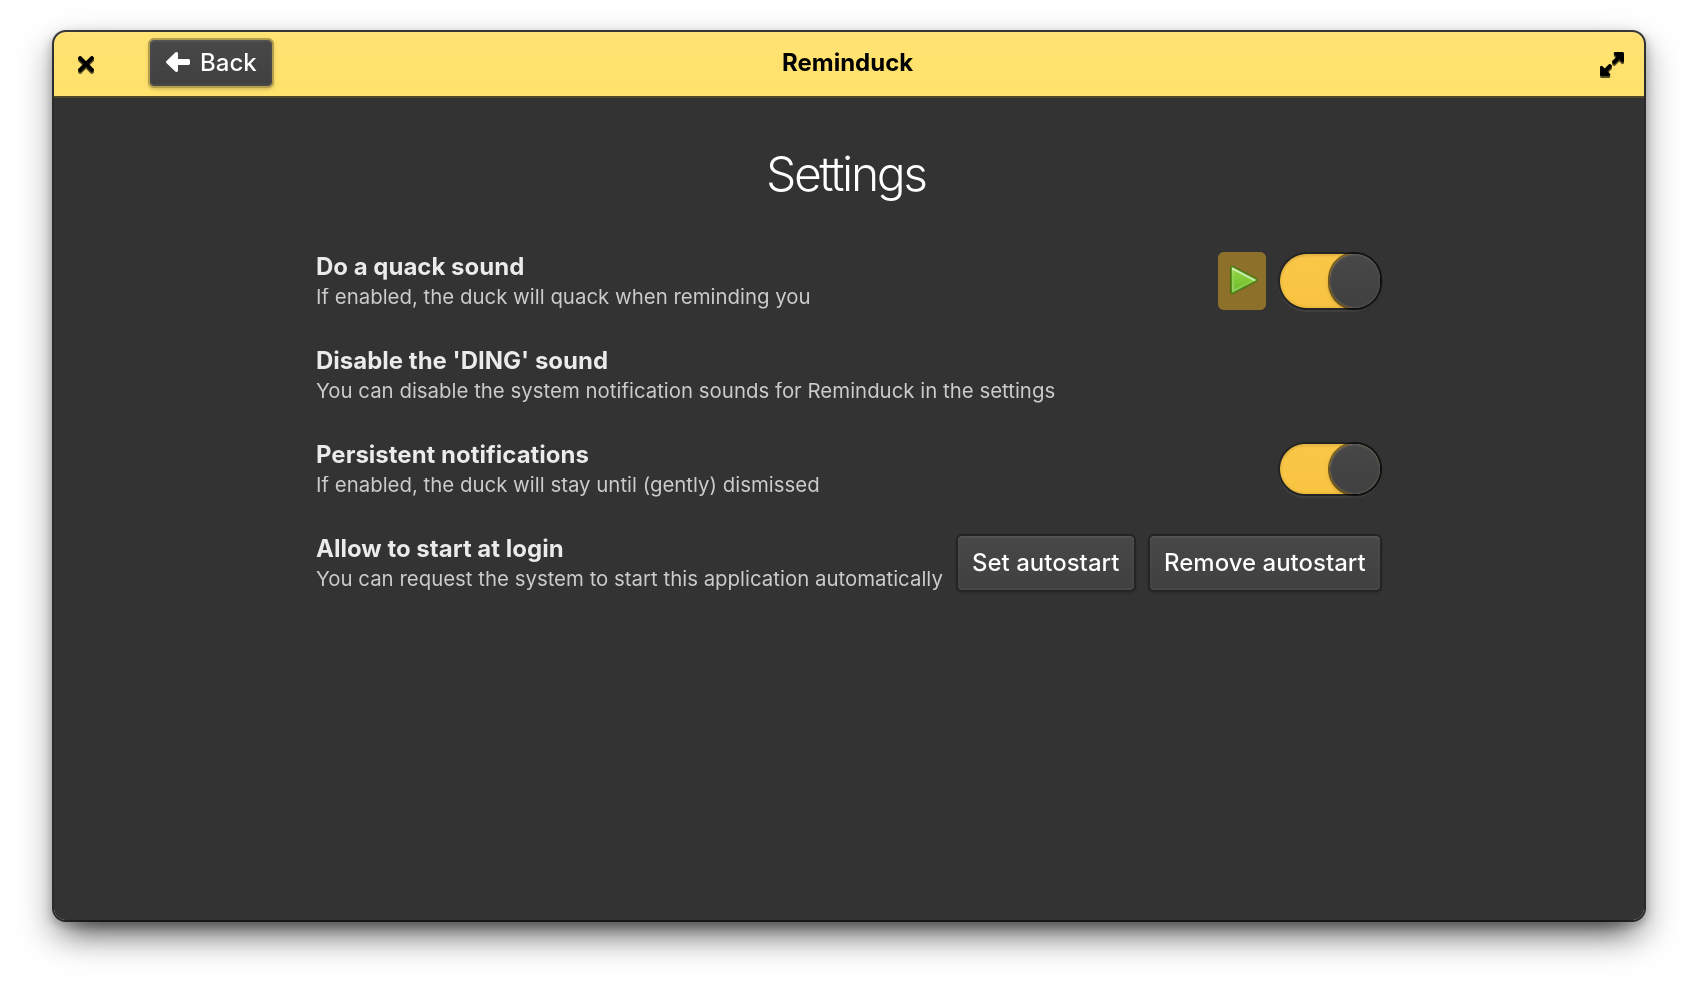 Back
Reminduck
Settings
Do a quack sound
If enabled, the duck will quack when reminding you
Disable the 'DING' sound
You can disable the system notification sounds for Reminduck in the settings
Persistent notifications
If enabled, the duck will stay until (gently) dismissed
Allow to start at login
You can request the system to start this application automatically
Set autostart
Remove autostart